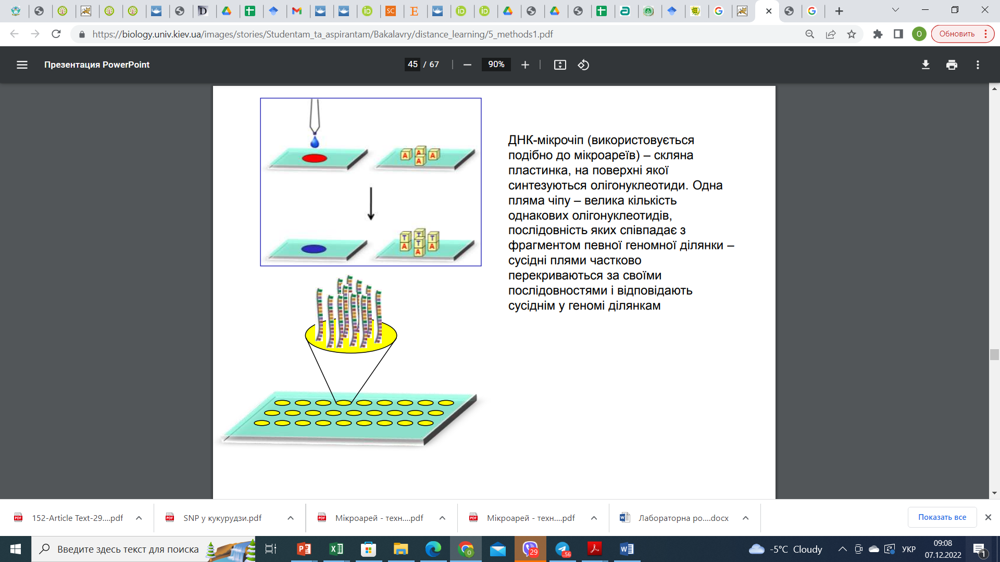 SC
E
https://biology.univ.kiev.ua/images/stories/Studentam_ta_aspirantam/Bakalavry/distance_learning/5_methods1.pdf
O
Обновить
Презентация PowerPoint
45 / 67
90%
A A A
A
T T T
A T A
A
ДНК-мікрочіп (використовується
подібно до мікроареїв) – скляна
пластинка, на поверхні якої
синтезуються олігонуклеотиди. Одна
пляма чіпу – велика кількість
однакових олігонуклеотидів,
послідовність яких співпадає з
фрагментом певної геномної ділянки –
сусідні плями частково
перекриваються за своїми
послідовностями і відповідають
сусіднім у геномі ділянкам
152-Article Text-29....pdf
SNP у кукурудзи.pdf
Мікроарей - техн....pdf
Мікроарей - техн....pdf
Лабораторна ро....docx
Показать все
Введите здесь текст для поиска
29
..56
-5°C Cloudy
УКР
09:08
07.12.2022
1